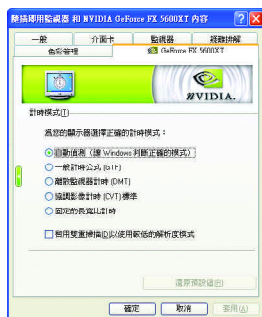 隨插即用監視器 和 NVIDIA GeForce FX 5600XT 內容
一般
介面卡
監視器
疑難排解
色彩管理
GeForce FX 5600XT
NVIDIA.
計時模式(T)
為您的顯示器選擇正確的計時模式：
自動偵測 (讓 Windows 判斷正確的模式)
一般計時公式 (GTF)
離散監視器計時 (DMT)
協調影像計時 (CVT) 標準
固定的長寬比計時
啟用雙重掃描(D)以使用較低的解析度模式
還原預設值(R)
確定
取消
套用(A)